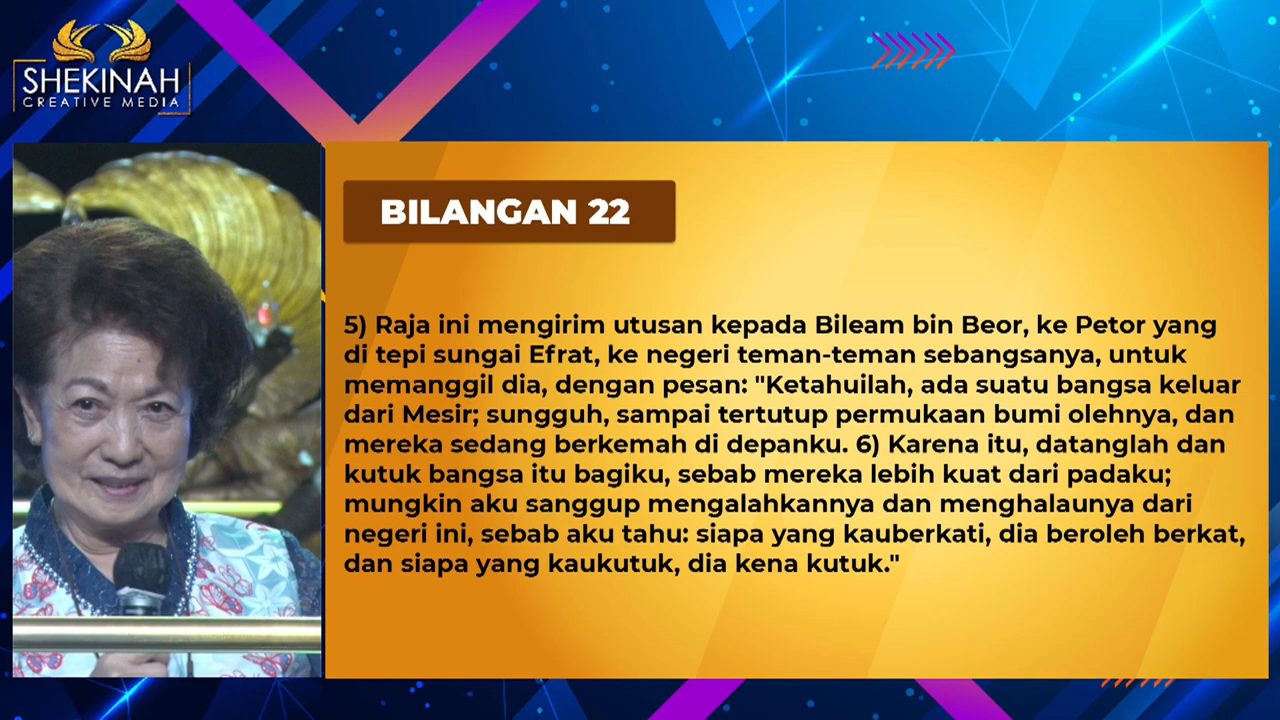 SHEKINAH
CREATIVE MEDIA
BILANGAN 22
5) Raja ini mengirim utusan kepada Bileam bin Beor, ke Petor yang
di tepi sungai Efrat, ke negeri teman-teman sebangsanya, untuk
memanggil dia, dengan pesan: "Ketahuilah, ada suatu bangsa keluar
dari Mesir; sungguh, sampai tertutup permukaan bumi olehnya, dan
mereka sedang berkemah di depanku. 6) Karena itu, datanglah dan
kutuk bangsa itu bagiku, sebab mereka lebih kuat dari padaku;
mungkin aku sanggup mengalahkannya dan menghalaunya dari
negeri ini, sebab aku tahu: siapa yang kauberkati, dia beroleh berkat,
dan siapa yang kaukutuk, dia kena kutuk."